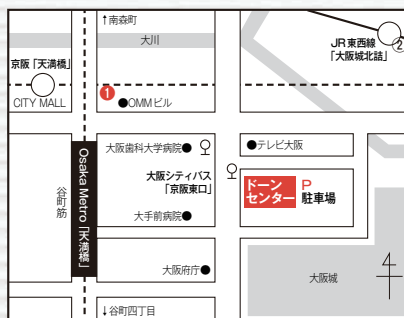 ↑南森町
大川
JR東西線
「大阪城北詰」
②
京阪「天満橋」
CITY MALL
❶
●OMMビル
大阪歯科大学病院●
●テレビ大阪
大阪シティバス
「京阪東口」
ドーン
センター
P
駐車場
谷町筋
Osaka Metro「天満橋」
大手前病院●
大阪府庁●
大阪城
↓谷町四丁目